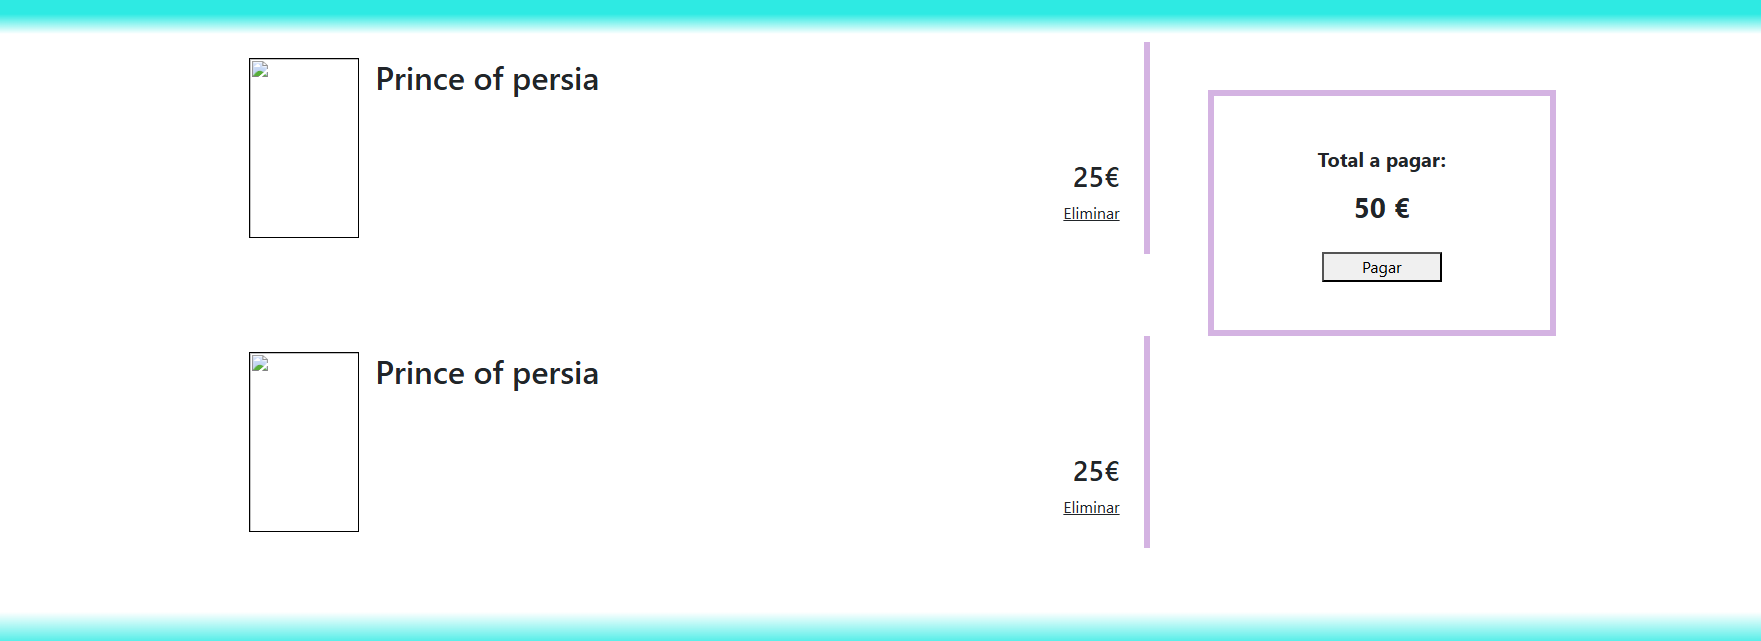 Prince of persia
25€
Eliminar
Total a pagar:
50 €
Pagar
Prince of persia
25€
Eliminar